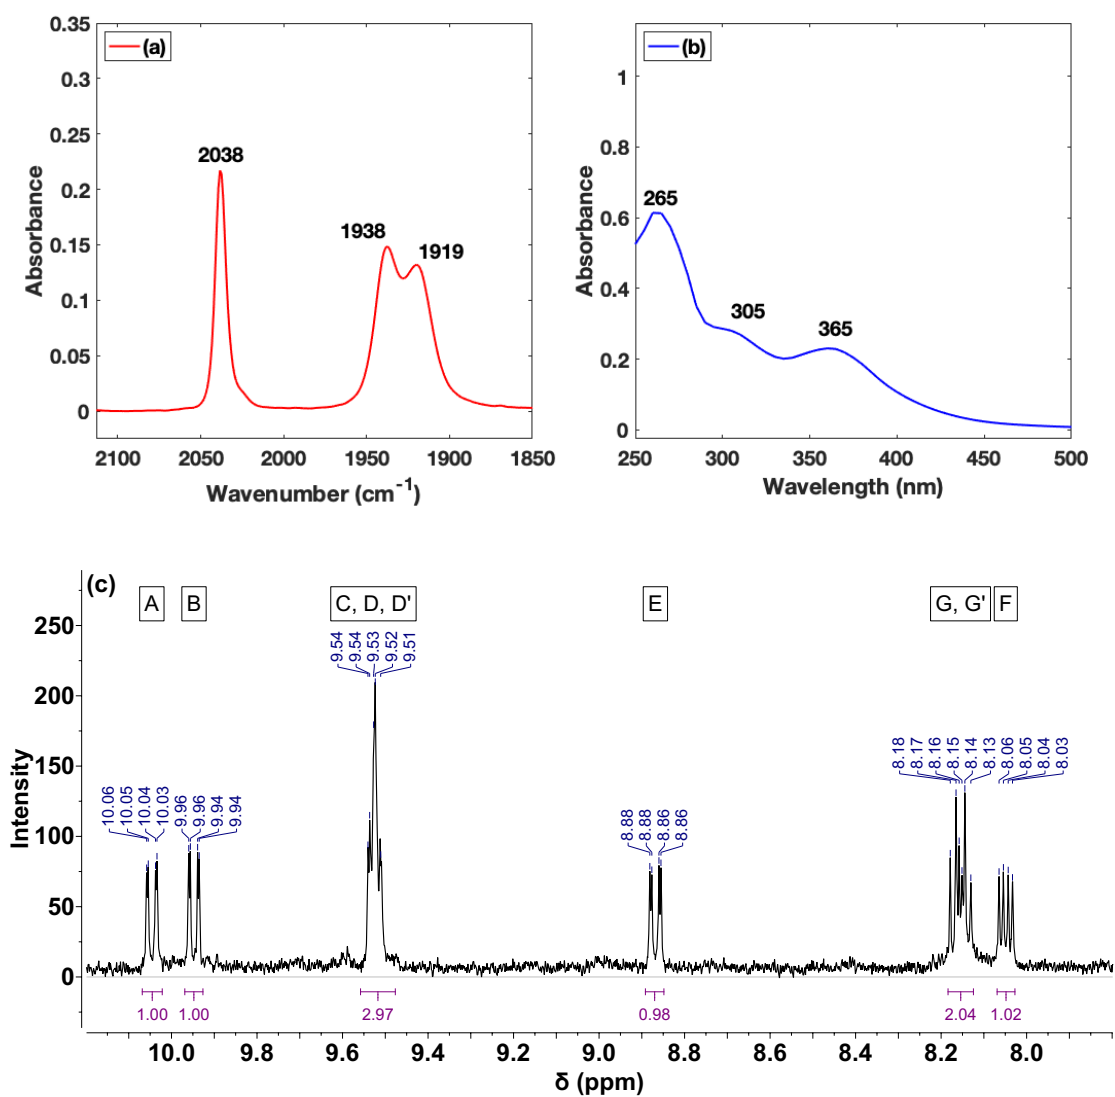 (a)
0.35
0.3
0.25
0.2
0.15
0.1
0.05
0
2038
1938
1919
2100 2050 2000 1950 1900 1850
Absorbance
Wavenumber (cm-1)
(b)
1
0.8
0.6
0.4
0.2
0
265
305
365
250 300 350 400 450 500
Absorbance
Wavelength (nm)
(c)
A B C, D, D' E G, G' F
250
200
150
100
50
0
Intensity
10.06 10.05 10.04 10.03 9.96 9.96 9.94 9.94
9.54 9.54 9.53 9.52 9.51
8.88 8.88 8.86 8.86
8.18 8.17 8.16 8.15 8.14 8.13 8.06 8.05 8.04 8.03
1.00 1.00 2.97 0.98 2.04 1.02
10.0 9.8 9.6 9.4 9.2 9.0 8.8 8.6 8.4 8.2 8.0
δ (ppm)